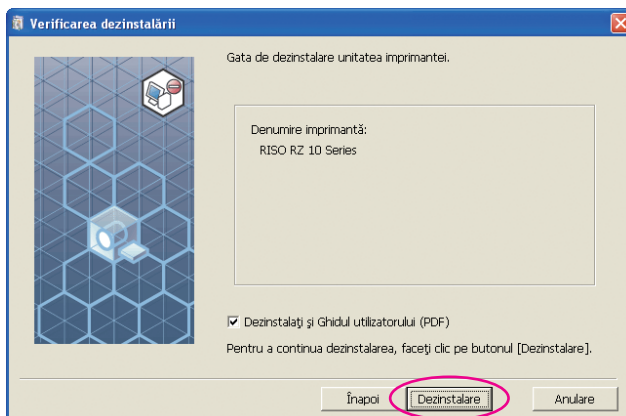 Verificarea dezinstalării
Gata de dezinstalare unitatea imprimantei.
Denumire imprimantă:
RISO RZ 10 Series
Dezinstalaţi şi Ghidul utilizatorului (PDF)
Pentru a continua dezinstalarea, faceţi clic pe butonul [Dezinstalare].
Înapoi Dezinstalare Anulare